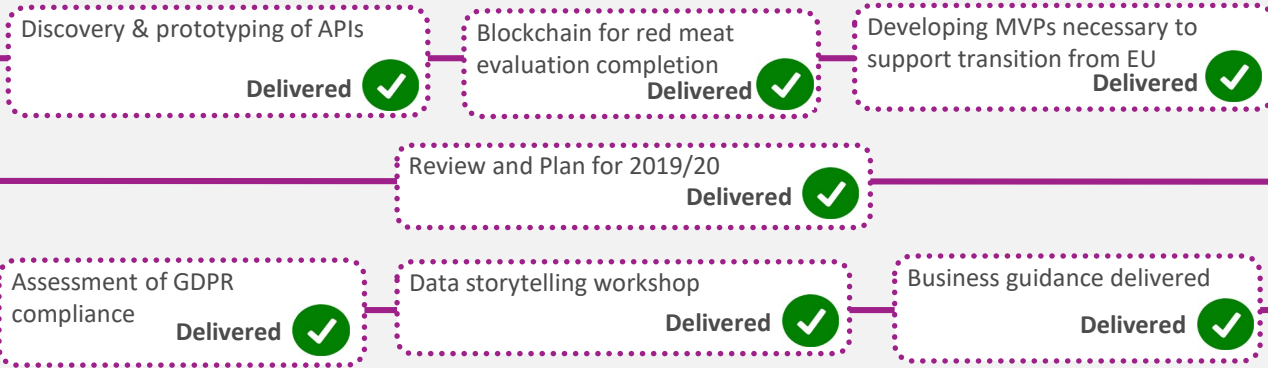 Discovery & prototyping of APIs
Delivered
Blockchain for red meat
evaluation completion
Delivered
Developing MVPs necessary to
support transition from EU
Delivered
Review and Plan for 2019/20
Delivered
Assessment of GDPR
compliance
Delivered
Data storytelling workshop
Delivered
Business guidance delivered
Delivered